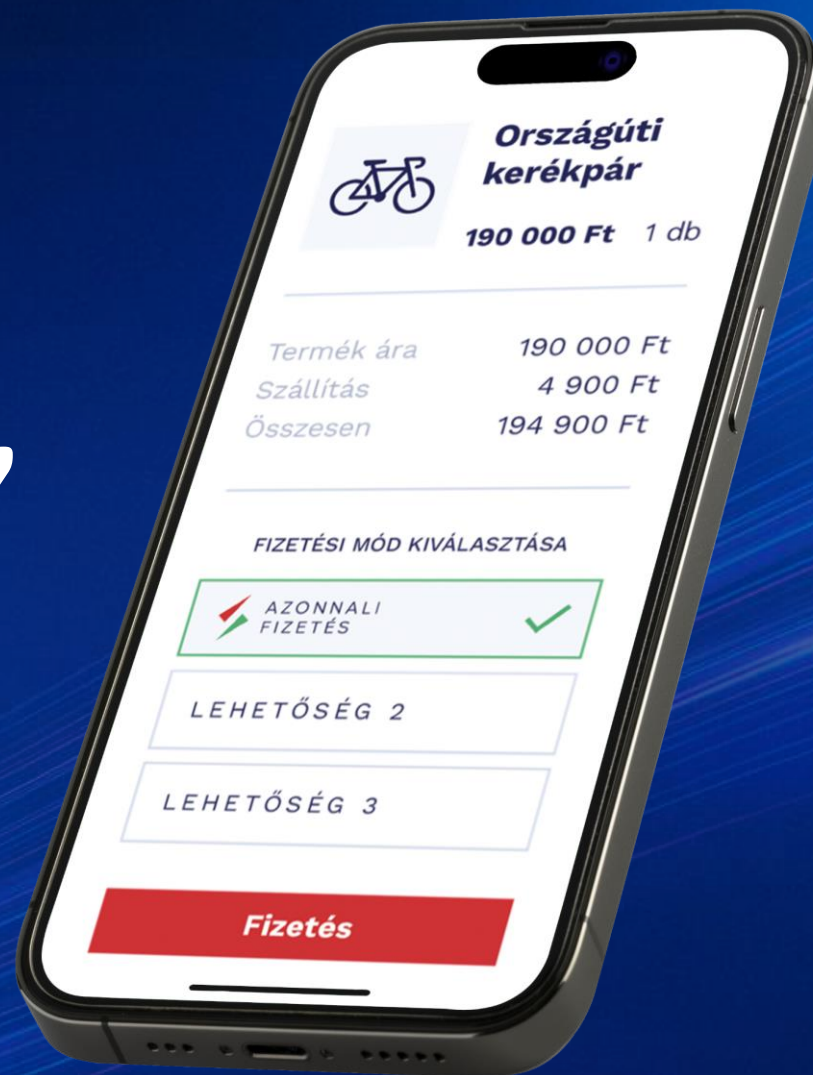 Országúti
kerékpár
190 000 Ft 1 db
Termék ára 190 000 Ft
Szállítás 4 900 Ft
Összesen 194 900 Ft
FIZETÉSI MÓD KIVÁLASZTÁSA
AZONNALI
FIZETÉS
LEHETŐSÉG 2
LEHETŐSÉG 3
Fizetés